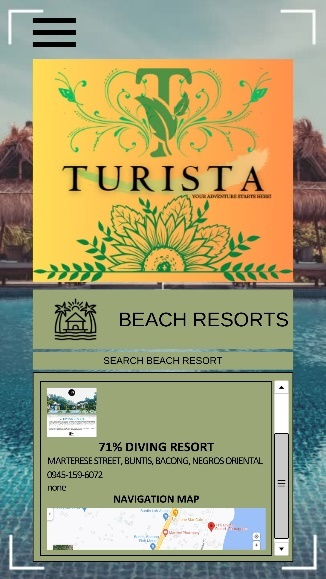 T
TURISTA
YOUR ADVENTURE STARTS HERE!
BEACH RESORTS
SEARCH BEACH RESORT
71% DIVING RESORT
MARTERESE STREET, BUNTIS, BACONG, NEGROS ORIENTAL
0945-159-6072
none
NAVIGATION MAP